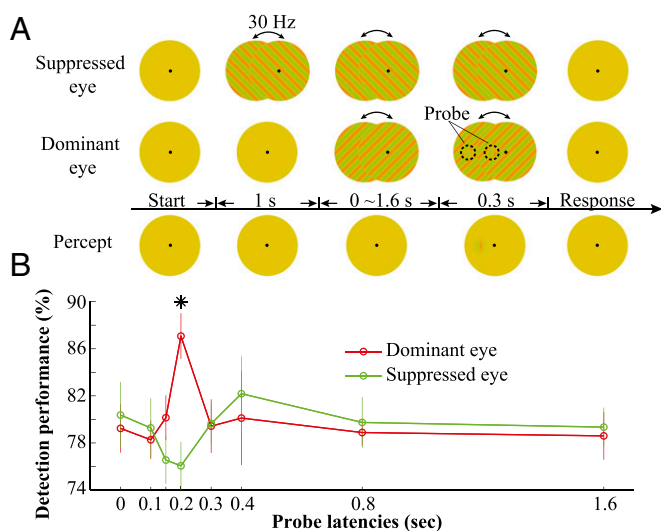 A
30 Hz
Suppressed
eye
Probe
Dominant
eye
Start 1 s 0 ~1.6 s 0.3 s Response
Percept
B
90
*
86
82
78
74
Detection performance (%)
Dominant eye
Suppressed eye
0 0.1 0.2 0.3 0.4 0.8 1.6
Probe latencies (sec)